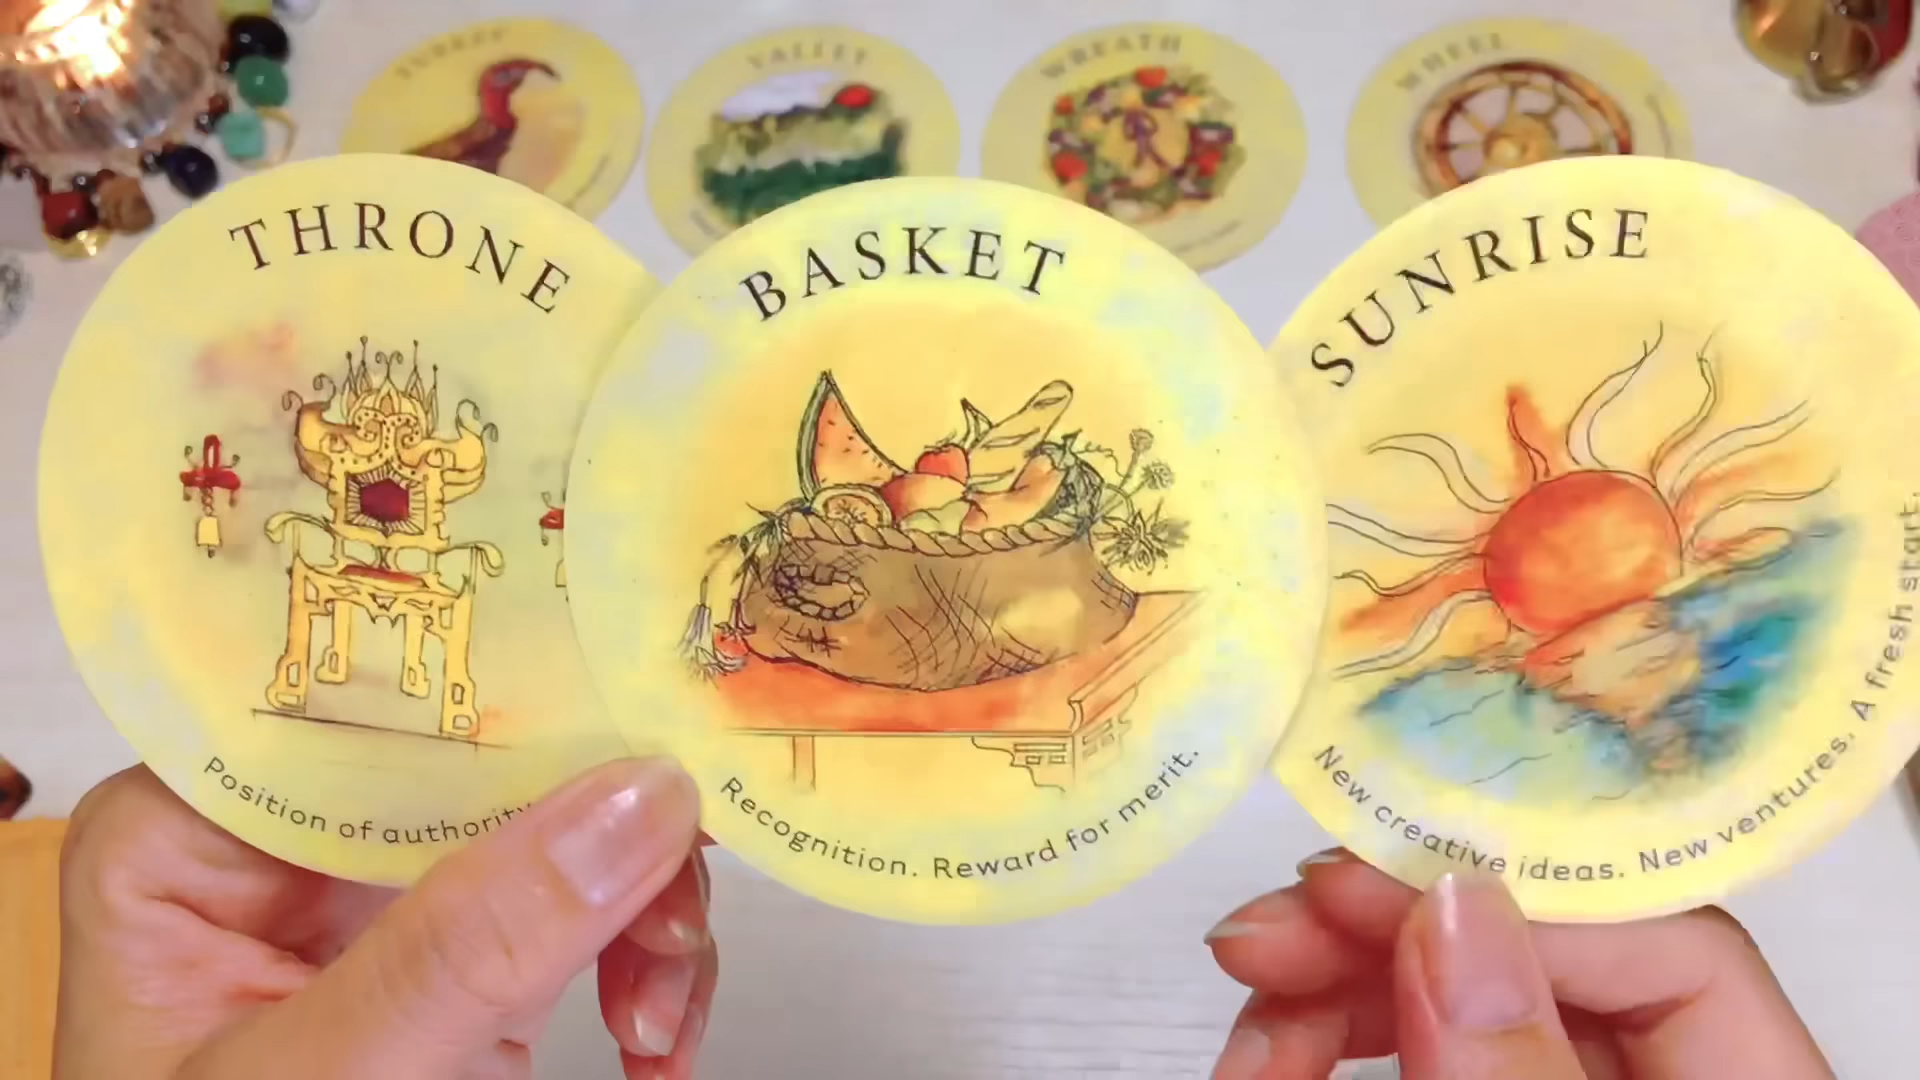 TURKEY
VALLEY
WREATH
WHEEL
THRONE
Position of authority
BASKET
Recognition. Reward for merit.
SUNRISE
New creative ideas. New ventures. A fresh start.